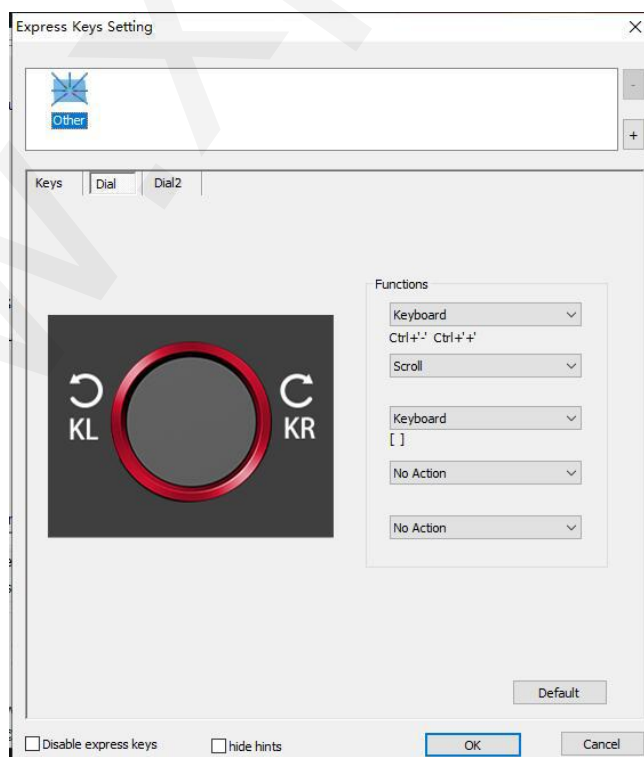 Express Keys Setting
Other
-
+
Keys Dial Dial2
Functions
Keyboard
Ctrl+'-' Ctrl+'+'
Scroll
Keyboard
[ ]
No Action
No Action
KL KR
Default
Disable express keys hide hints OK Cancel